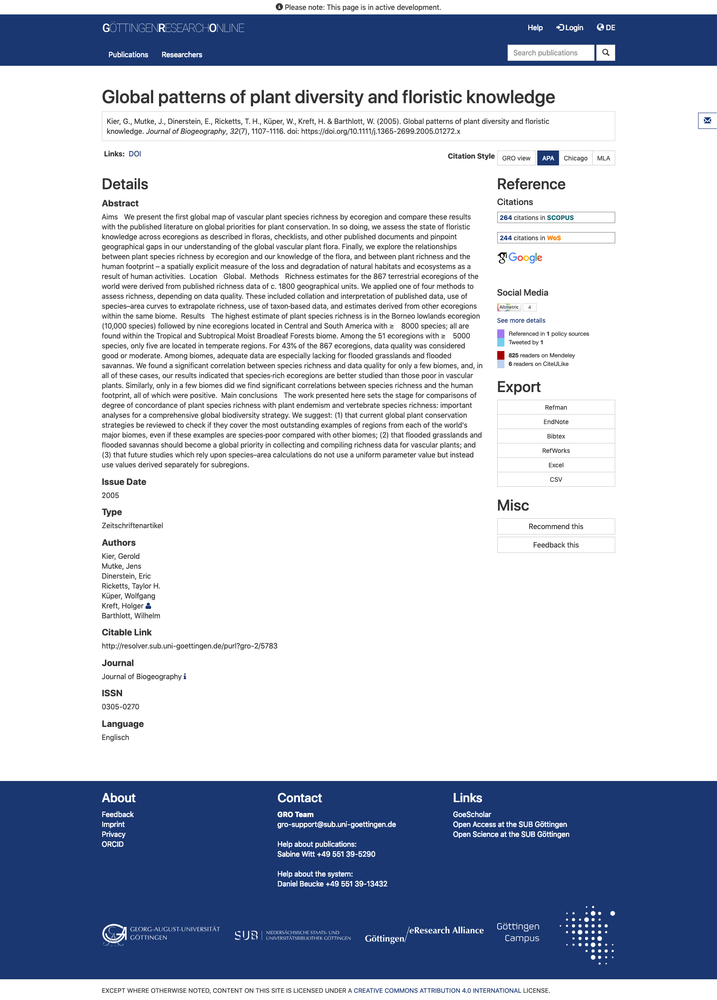 Please note: This page is in active development.
GÖTTINGENRESEARCHONLINE
Help
Login
DE
Publications
Researchers
Search publications
Global patterns of plant diversity and floristic knowledge
Kier, G., Mutke, J., Dinerstein, E., Ricketts, T. H., Küper, W., Kreft, H. & Barthlott, W. (2005). Global patterns of plant diversity and floristic
knowledge. Journal of Biogeography, 32(7), 1107-1116. doi: https://doi.org/10.1111/j.1365-2699.2005.01272.x
Links: DOI
Citation Style
GRO view
APA
Chicago
MLA
Details
Abstract
Aims We present the first global map of vascular plant species richness by ecoregion and compare these results
with the published literature on global priorities for plant conservation. In so doing, we assess the state of floristic
knowledge across ecoregions as described in floras, checklists, and other published documents and pinpoint
geographical gaps in our understanding of the global vascular plant flora. Finally, we explore the relationships
between plant species richness by ecoregion and our knowledge of the flora, and between plant richness and the
human footprint – a spatially explicit measure of the loss and degradation of natural habitats and ecosystems as a
result of human activities. Location Global. Methods Richness estimates for the 867 terrestrial ecoregions of the
world were derived from published richness data of c. 1800 geographical units. We applied one of four methods to
assess richness, depending on data quality. These included collation and interpretation of published data, use of
species–area curves to extrapolate richness, use of taxon-based data, and estimates derived from other ecoregions
within the same biome. Results The highest estimate of plant species richness is in the Borneo lowlands ecoregion
(10,000 species) followed by nine ecoregions located in Central and South America with ≥ 8000 species; all are
found within the Tropical and Subtropical Moist Broadleaf Forests biome. Among the 51 ecoregions with ≥ 5000
species, only five are located in temperate regions. For 43% of the 867 ecoregions, data quality was considered
good or moderate. Among biomes, adequate data are especially lacking for flooded grasslands and flooded
savannas. We found a significant correlation between species richness and data quality for only a few biomes, and, in
all of these cases, our results indicated that species-rich ecoregions are better studied than those poor in vascular
plants. Similarly, only in a few biomes did we find significant correlations between species richness and the human
footprint, all of which were positive. Main conclusions The work presented here sets the stage for comparisons of
degree of concordance of plant species richness with plant endemism and vertebrate species richness: important
analyses for a comprehensive global biodiversity strategy. We suggest: (1) that current global plant conservation
strategies be reviewed to check if they cover the most outstanding examples of regions from each of the world's
major biomes, even if these examples are species-poor compared with other biomes; (2) that flooded grasslands and
flooded savannas should become a global priority in collecting and compiling richness data for vascular plants; and
(3) that future studies which rely upon species–area calculations do not use a uniform parameter value but instead
use values derived separately for subregions.
Issue Date
2005
Type
Zeitschriftenartikel
Authors
Kier, Gerold
Mutke, Jens
Dinerstein, Eric
Ricketts, Taylor H.
Küper, Wolfgang
Kreft, Holger
Barthlott, Wilhelm
Citable Link
http://resolver.sub.uni-goettingen.de/purl?gro-2/5783
Journal
Journal of Biogeography
ISSN
0305-0270
Language
Englisch
Reference
Citations
264 citations in SCOPUS
244 citations in WoS
Google
Social Media
Altmetric 4
See more details
Referenced in 1 policy sources
Tweeted by 1
825 readers on Mendeley
6 readers on CiteULike
Export
Refman
EndNote
Bibtex
RefWorks
Excel
CSV
Misc
Recommend this
Feedback this
About
Feedback
Imprint
Privacy
ORCID
Contact
GRO Team
gro-support@sub.uni-goettingen.de
Help about publications:
Sabine Witt +49 551 39-5290
Help about the system:
Daniel Beucke +49 551 39-13432
Links
GoeScholar
Open Access at the SUB Göttingen
Open Science at the SUB Göttingen
GEORG-AUGUST-UNIVERSITÄT
GÖTTINGEN
SUB
NIEDERSÄCHSISCHE STAATS- UND
UNIVERSITÄTSBIBLIOTHEK GÖTTINGEN
Göttingen/eResearch Alliance
Göttingen
Campus
EXCEPT WHERE OTHERWISE NOTED, CONTENT ON THIS SITE IS LICENSED UNDER A CREATIVE COMMONS ATTRIBUTION 4.0 INTERNATIONAL LICENSE.